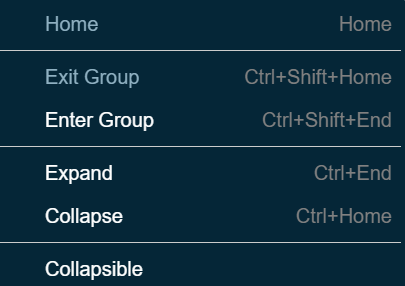 Home Home
Exit Group Ctrl+Shift+Home
Enter Group Ctrl+Shift+End
Expand Ctrl+End
Collapse Ctrl+Home
Collapsible